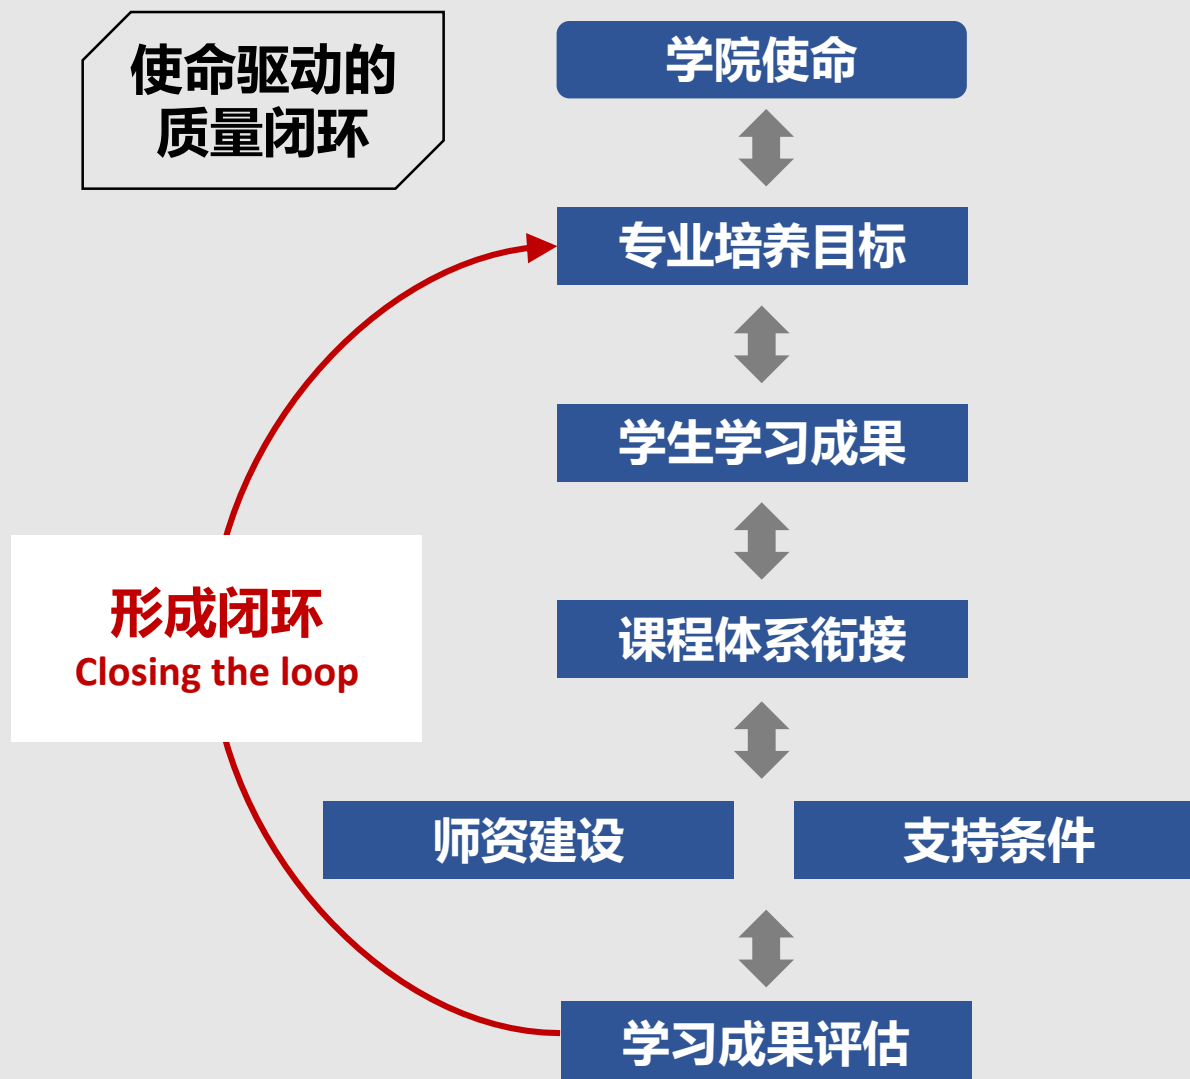 使命驱动的
质量闭环
学院使命
专业培养目标
学生学习成果
形成闭环
Closing the loop
课程体系衔接
师资建设
支持条件
学习成果评估